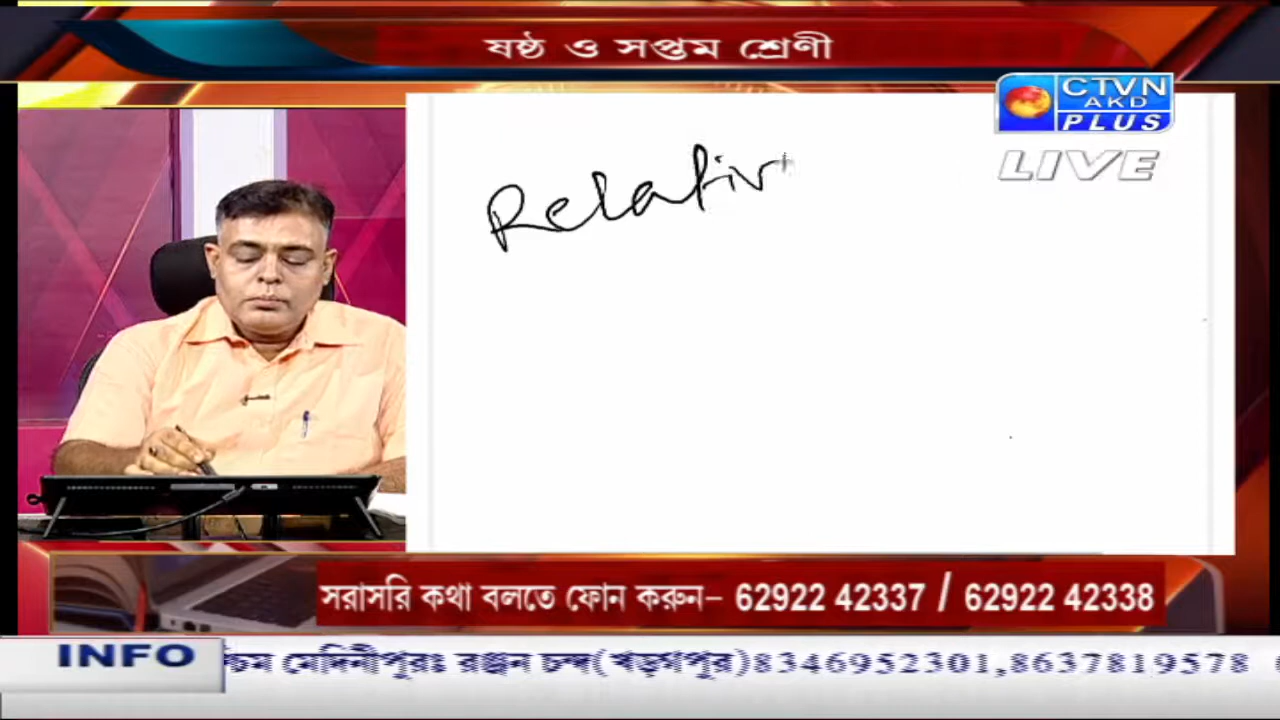 ষষ্ঠ ও সপ্তম শ্রেণী
CTVN
AKD
PLUS
LIVE
Relativ
সরাসরি কথা বলতে ফোন করুন- 62922 42337 / 62922 42338
INFO
মেদিনীপুরঃ রঞ্জন চন্দ(খড়গপুর)8346952301,8637819578